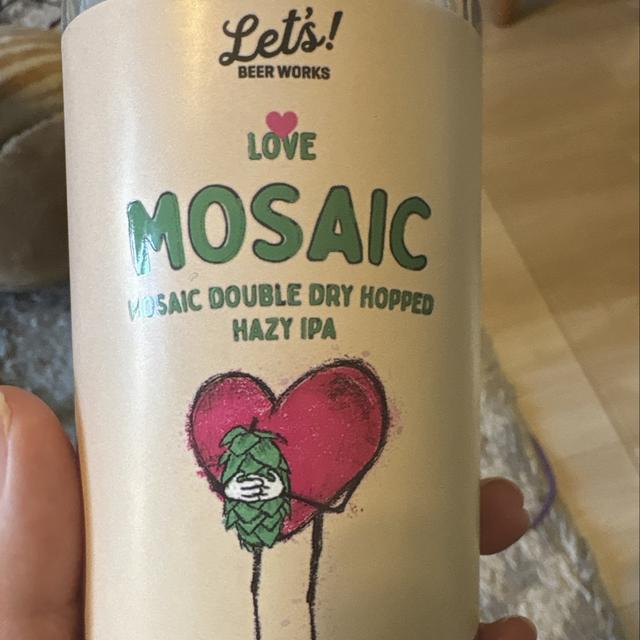 Let's!
BEER WORKS
LOVE
MOSAIC
MOSAIC DOUBLE DRY HOPPED
HAZY IPA